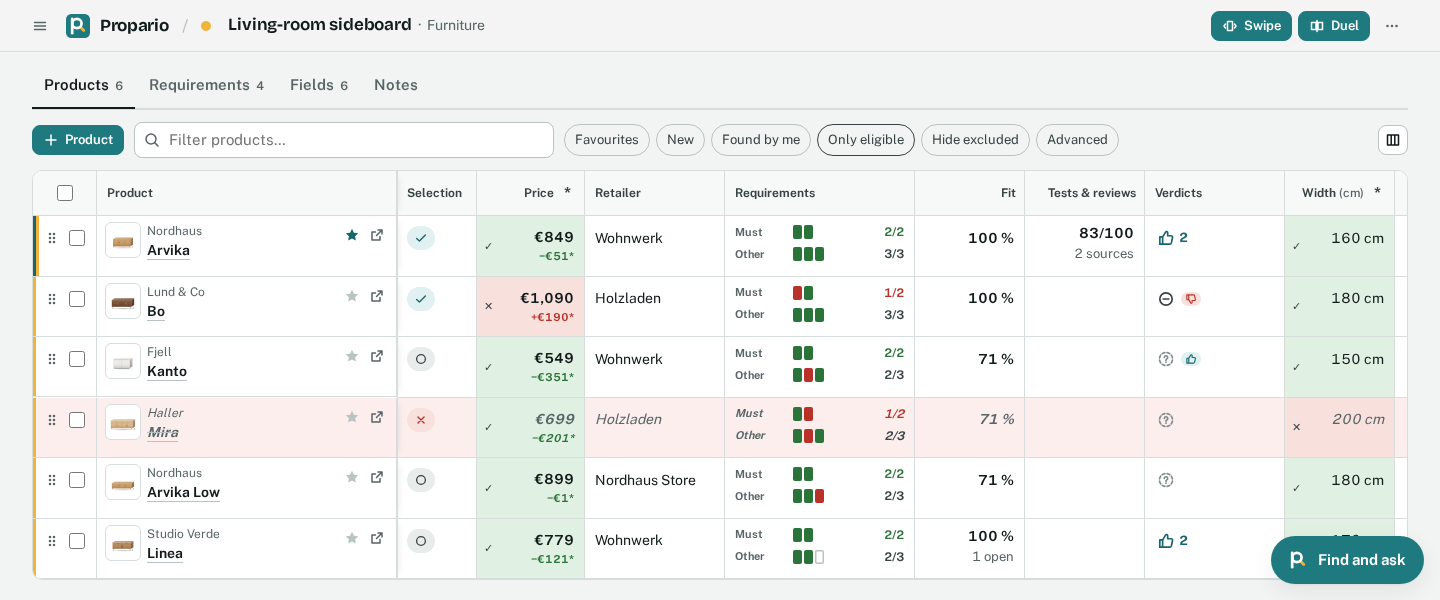 Propario / Living-room sideboard · Furniture
Swipe Duel
Products 6 Requirements 4 Fields 6 Notes
+ Product Filter products... Favourites New Found by me Only eligible Hide excluded Advanced
Product Selection Price * Retailer Requirements Fit Tests & reviews Verdicts Width (cm) *
Nordhaus
Arvika
✓ €849
−€51*
Wohnwerk
Must 2/2
Other 3/3
100 %
83/100
2 sources
2
✓ 160 cm
Lund & Co
Bo
× €1,090
+€190*
Holzladen
Must 1/2
Other 3/3
100 %
✓ 180 cm
Fjell
Kanto
✓ €549
−€351*
Wohnwerk
Must 2/2
Other 2/3
71 %
✓ 150 cm
Haller
Mira
✓ €699
−€201*
Holzladen
Must 1/2
Other 2/3
71 %
× 200 cm
Nordhaus
Arvika Low
✓ €899
−€1*
Nordhaus Store
Must 2/2
Other 2/3
71 %
✓ 180 cm
Studio Verde
Linea
✓ €779
−€121*
Wohnwerk
Must 2/2
Other 2/3
100 %
1 open
2
Find and ask